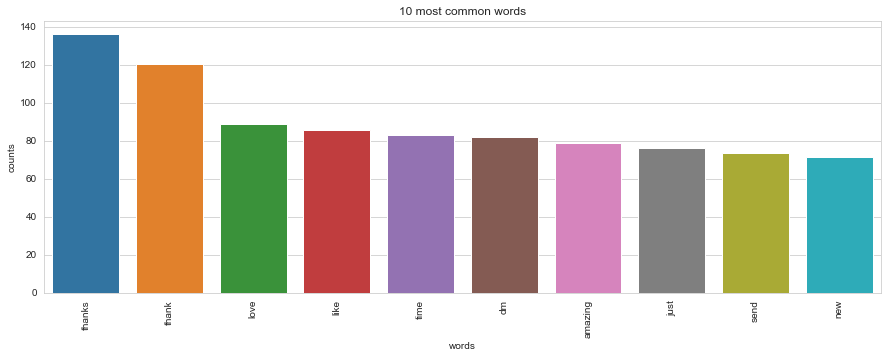 10 most common words
140
120
100
80
60
40
20
0
counts
thanks
thank
love
like
time
dm
amazing
just
send
new
words